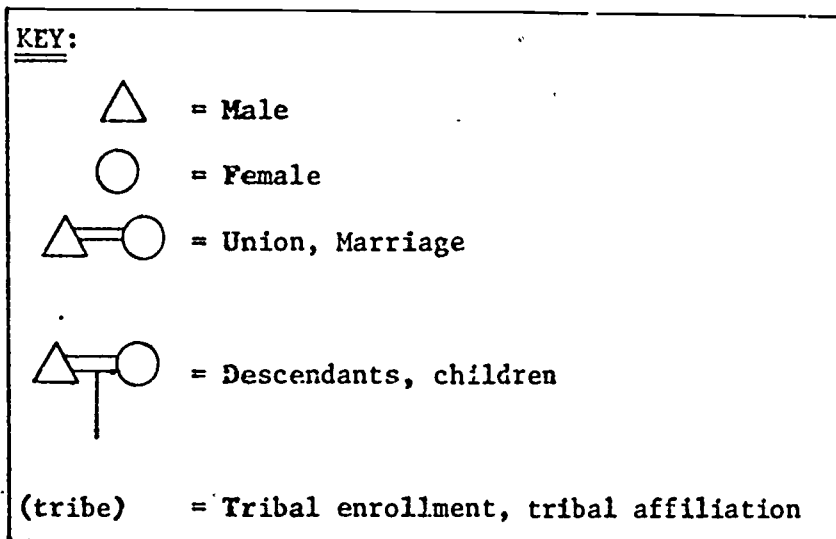 KEY:
= Male
= Female
= Union, Marriage
= Descendants, children
(tribe) = Tribal enrollment, tribal affiliation